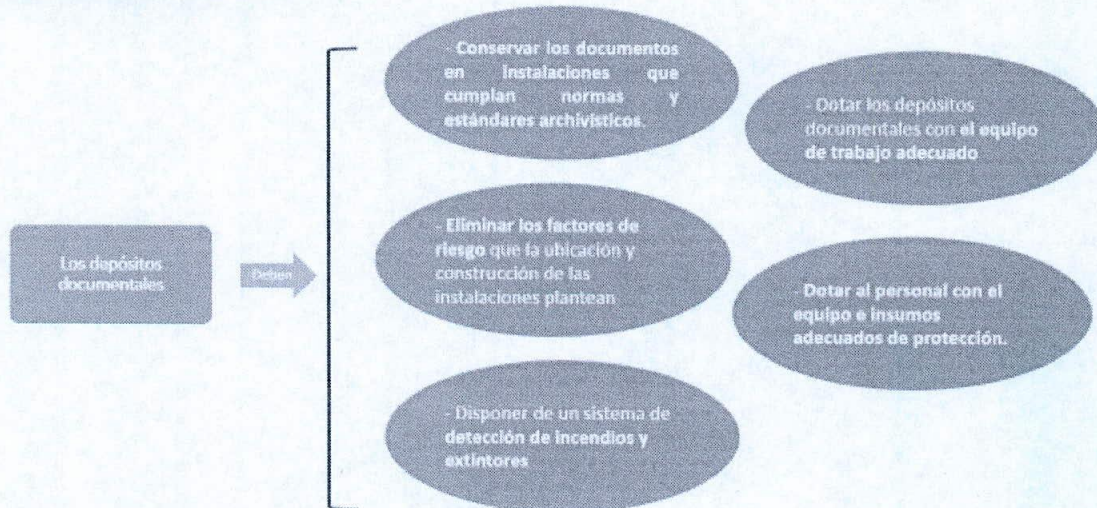 Los depósitos
documentales
Deben
- Conservar los documentos
en instalaciones que
cumplan normas y
estándares archivísticos.
- Dotar los depósitos
documentales con el equipo
de trabajo adecuado
- Eliminar los factores de
riesgo que la ubicación y
construcción de las
instalaciones plantean
- Dotar al personal con el
equipo e insumos
adecuados de protección.
- Disponer de un sistema de
detección de incendios y
extintores